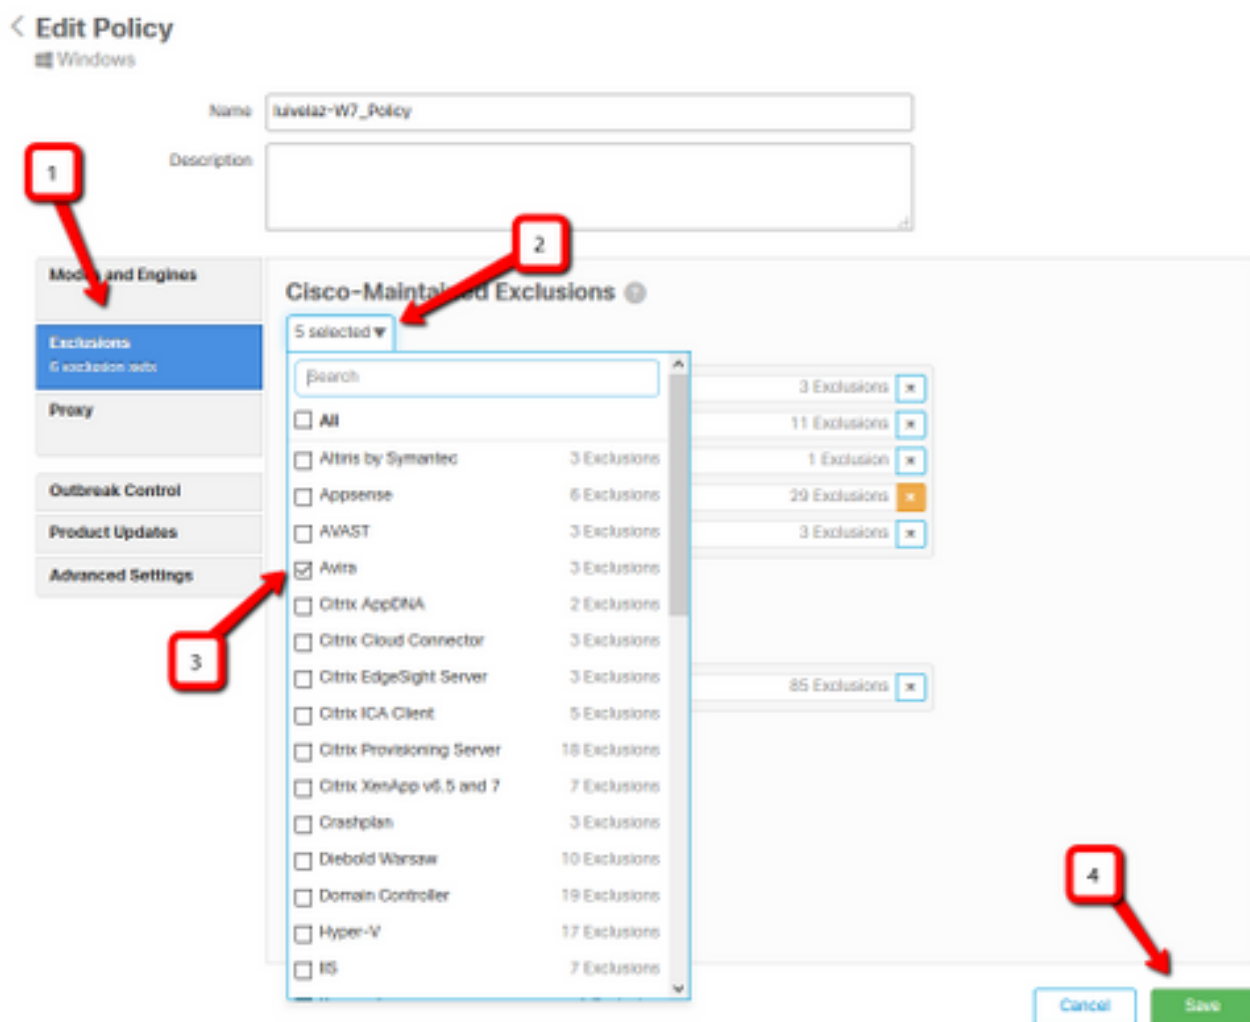 Edit Policy
Windows
Name luivelaz-W7_Policy
Description
1
2
Modes and Engines
Exclusions
6 exclusion sets
Proxy
Outbreak Control
Product Updates
Advanced Settings
Cisco-Maintained Exclusions ?
5 selected
Search
All
Altiris by Symantec 3 Exclusions
Appsense 6 Exclusions
AVAST 3 Exclusions
Avira 3 Exclusions
Citrix AppDNA 2 Exclusions
Citrix Cloud Connector 3 Exclusions
Citrix EdgeSight Server 3 Exclusions
Citrix ICA Client 5 Exclusions
Citrix Provisioning Server 18 Exclusions
Citrix XenApp v6.5 and 7 7 Exclusions
Crashplan 3 Exclusions
Diebold Warsaw 10 Exclusions
Domain Controller 19 Exclusions
Hyper-V 17 Exclusions
IIS 7 Exclusions
3 Exclusions
11 Exclusions
1 Exclusion
29 Exclusions
3 Exclusions
85 Exclusions
3
4
Cancel
Save